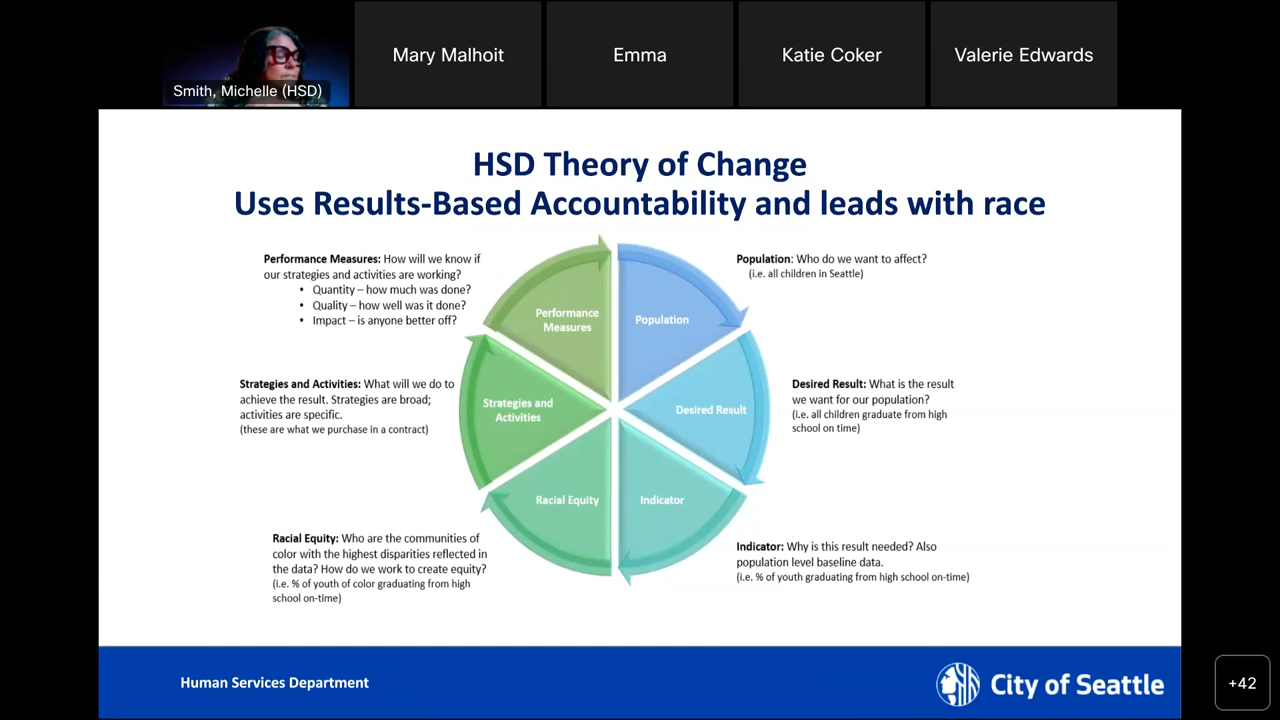 Smith, Michelle (HSD)
Mary Malhoit
Emma
Katie Coker
Valerie Edwards
HSD Theory of Change
Uses Results-Based Accountability and leads with race
Performance Measures: How will we know if
our strategies and activities are working?
• Quantity – how much was done?
• Quality – how well was it done?
• Impact – is anyone better off?
Population: Who do we want to affect?
(i.e. all children in Seattle)
Performance
Measures
Population
Strategies and Activities: What will we do to
achieve the result. Strategies are broad;
activities are specific.
(these are what we purchase in a contract)
Strategies and
Activities
Desired Result
Desired Result: What is the result
we want for our population?
(i.e. all children graduate from high
school on time)
Racial Equity
Indicator
Racial Equity: Who are the communities of
color with the highest disparities reflected in
the data? How do we work to create equity?
(i.e. % of youth of color graduating from high
school on-time)
Indicator: Why is this result needed? Also
population level baseline data.
(i.e. % of youth graduating from high school on-time)
Human Services Department
City of Seattle
+42